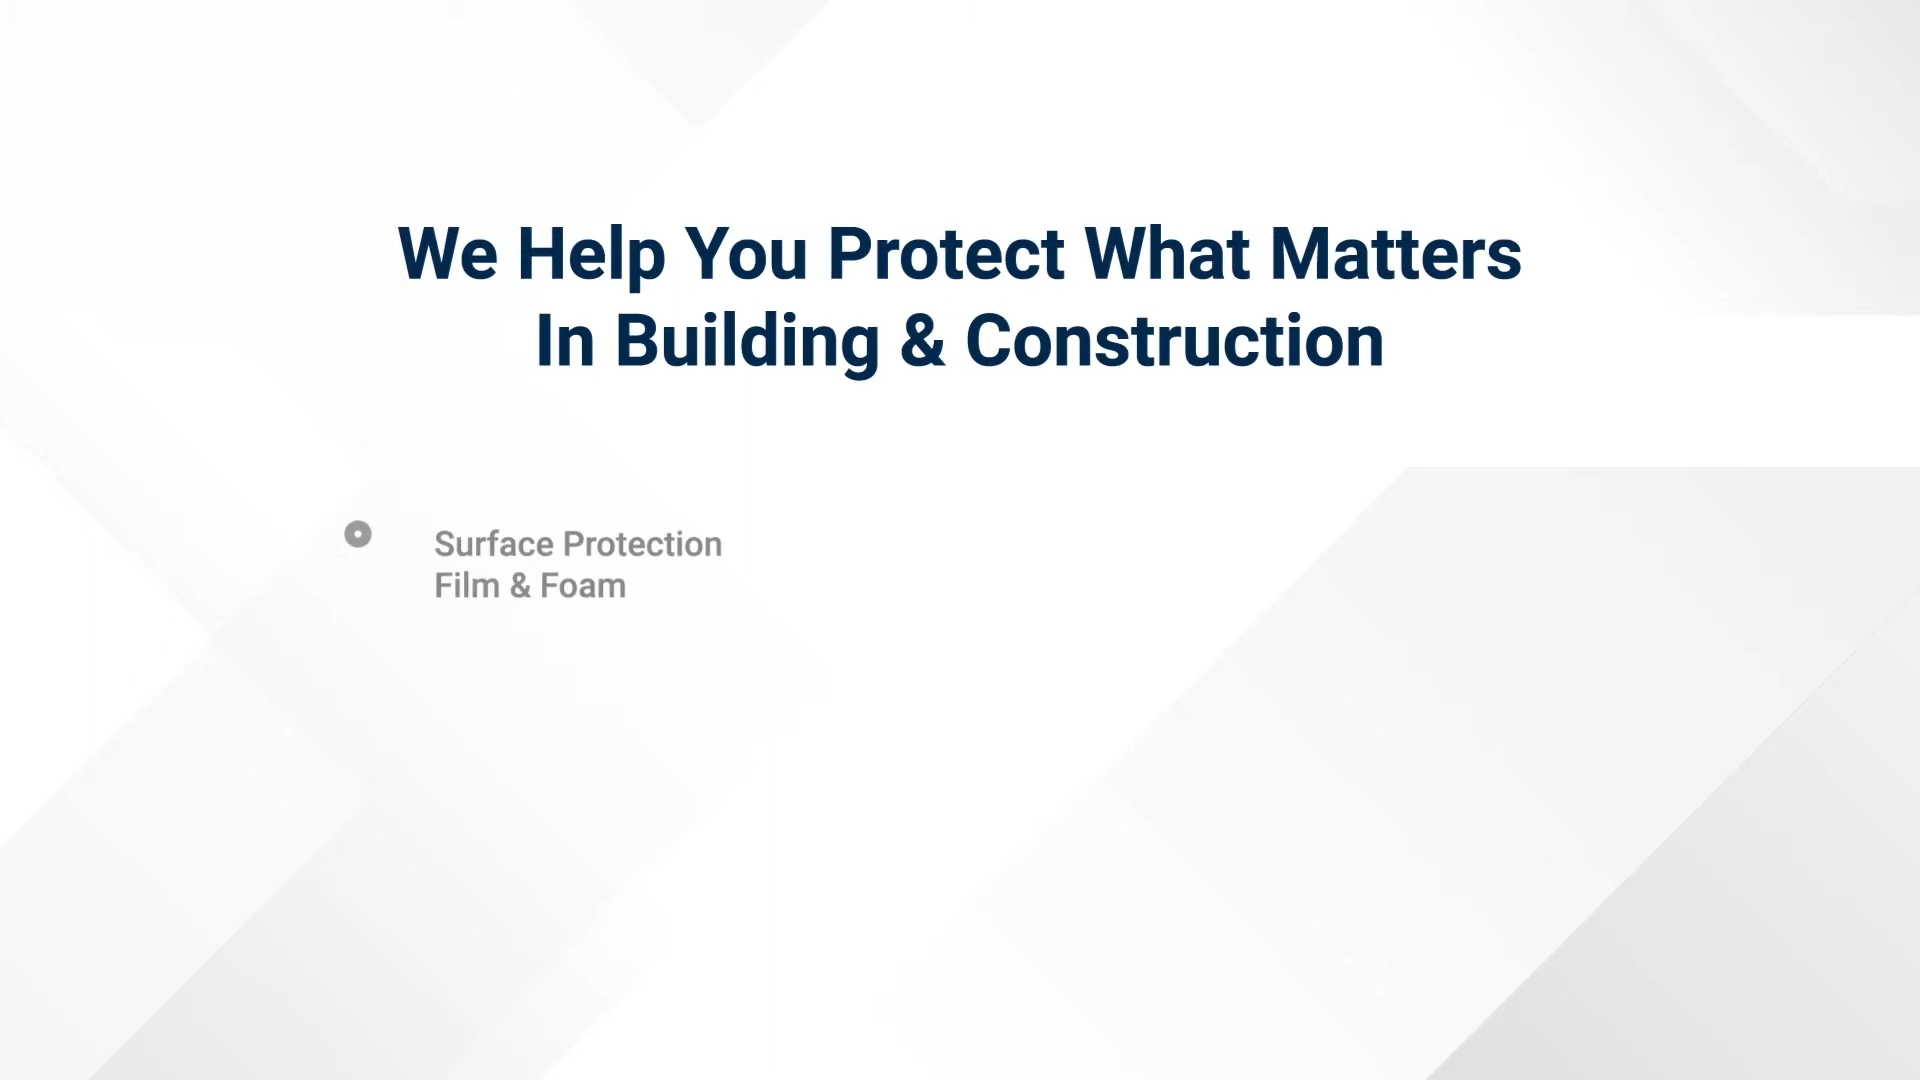 We Help You Protect What Matters
In Building & Construction
Surface Protection
Film & Foam